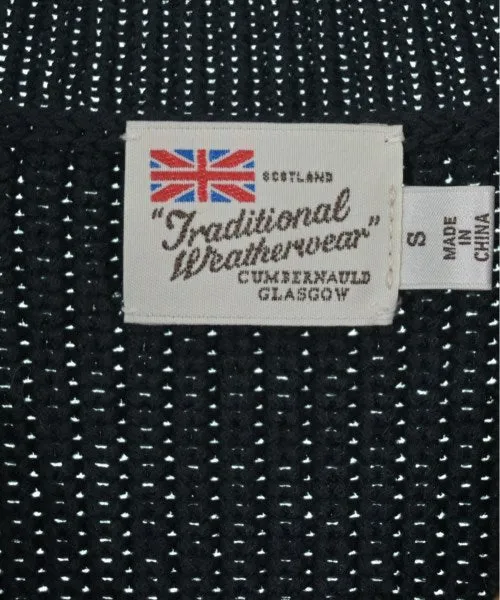 SCOTLAND
"Traditional
Weatherwear"
CUMBERNAULD
GLASGOW
S
MADE
IN
CHINA